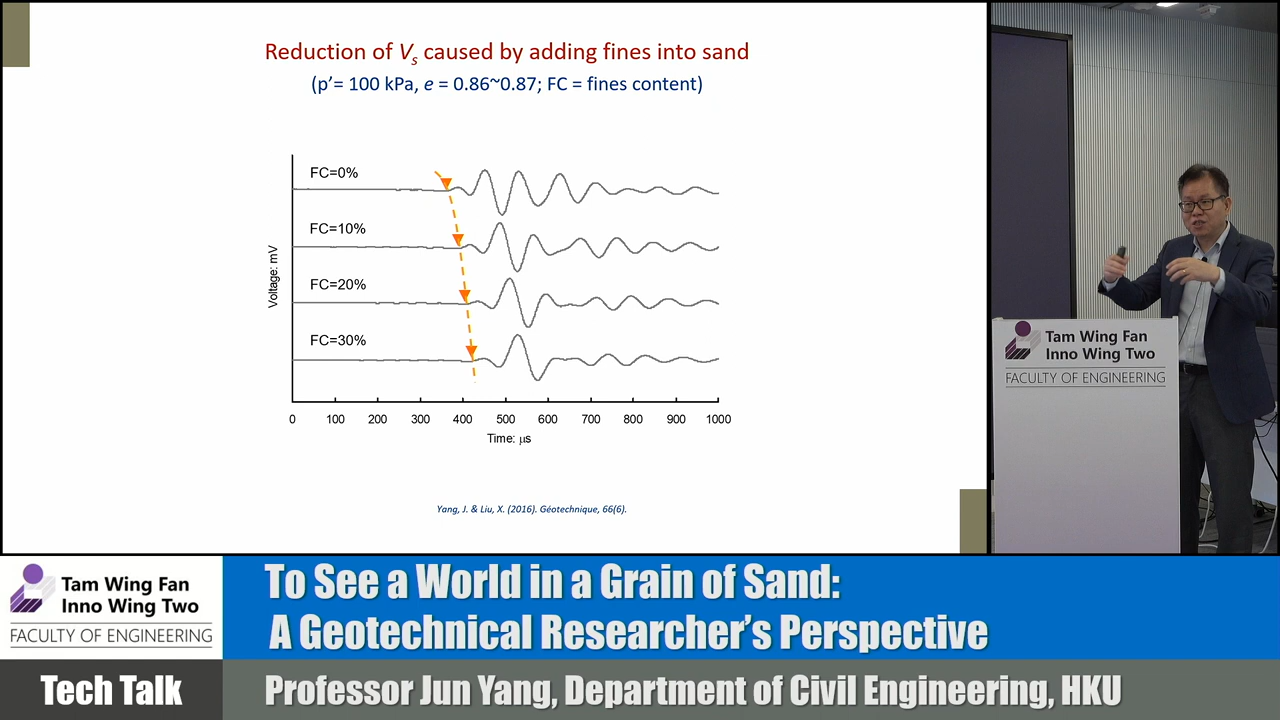 Reduction of Vs caused by adding fines into sand
(p’= 100 kPa, e = 0.86~0.87; FC = fines content)
FC=0%
FC=10%
FC=20%
FC=30%
Voltage: mV
0 100 200 300 400 500 600 700 800 900 1000
Time: μs
Yang, J. & Liu, X. (2016). Géotechnique, 66(6).
Tam Wing Fan
Inno Wing Two
FACULTY OF ENGINEERING
Tam Wing Fan
Inno Wing Two
FACULTY OF ENGINEERING
To See a World in a Grain of Sand:
A Geotechnical Researcher’s Perspective
Tech Talk
Professor Jun Yang, Department of Civil Engineering, HKU